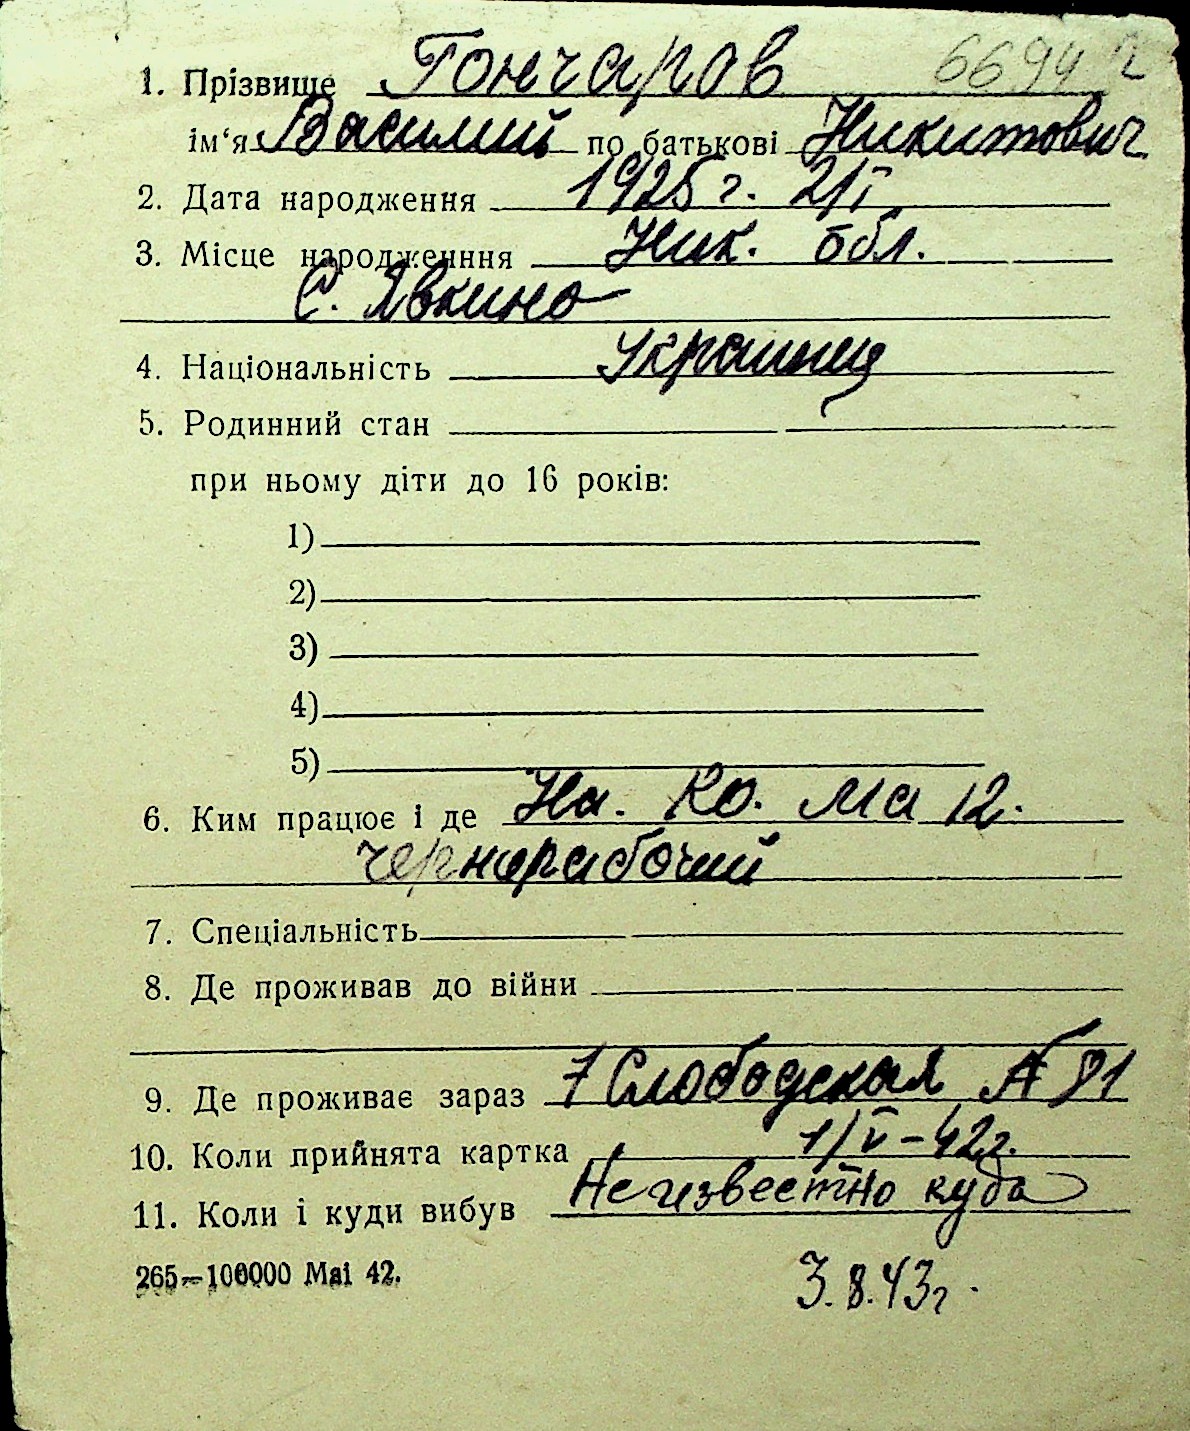 6694
1. Прізвище Гончаров
ім‘я Василий по батькові Никитович
2. Дата народження 1925 г. 2/I
3. Місце народженння Ник. обл.
С. Явкино
4. Національність Украинец
5. Родинний стан
при ньому діти до 16 років:
1)
2)
3)
4)
5)
6. Ким працює і де На. Ко. Ма 12.
чернорабочий
7. Спеціальність
8. Де проживав до війни
9. Де проживає зараз 7 Слободская № 81
10. Коли прийнята картка 1/V-42г.
11. Коли і куди вибув Неизвестно куда
265–100000 Mai 42.
3.8.43г.